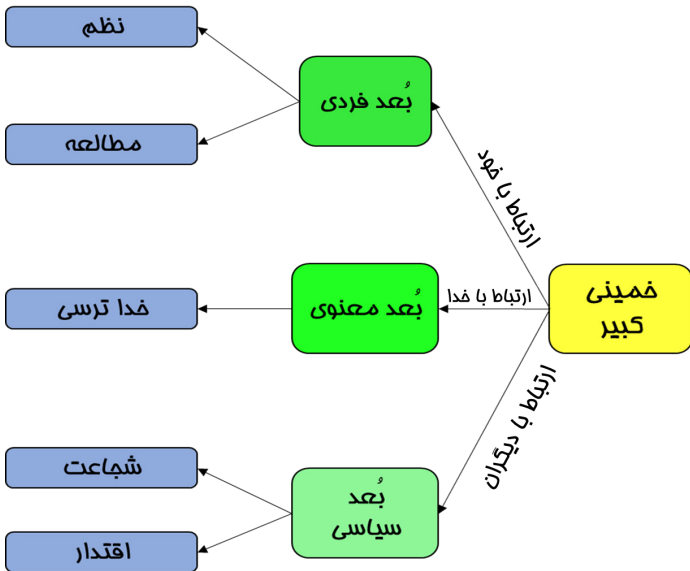 خمینی
کبیر
ارتباط با خود
بُعد فردی
نظم
مطالعه
ارتباط با خدا
بُعد معنوی
خدا ترسی
ارتباط با دیگران
بُعد
سیاسی
شجاعت
اقتدار